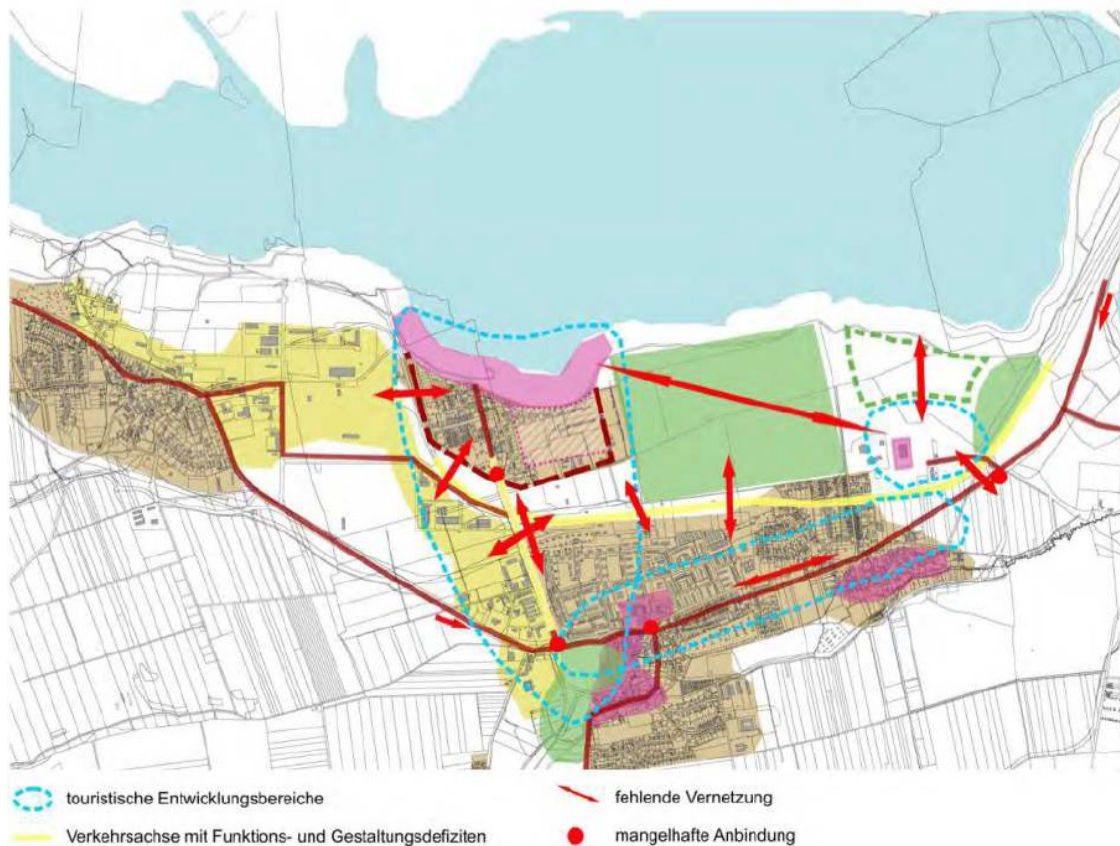 touristische Entwicklungsbereiche
fehlende Vernetzung
Verkehrsachse mit Funktions- und Gestaltungsdefiziten
mangelhafte Anbindung